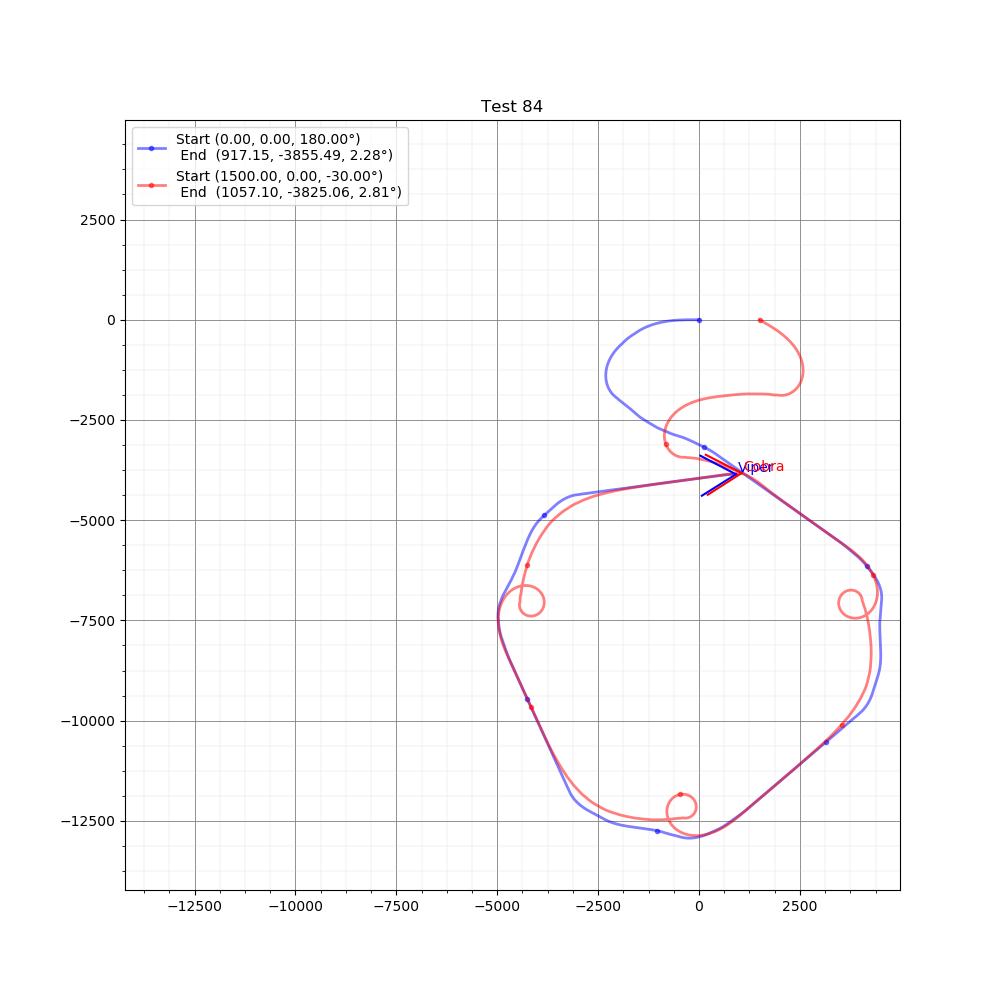 Test 84
Start (0.00, 0.00, 180.00°)
End  (917.15, -3855.49, 2.28°)
Start (1500.00, 0.00, -30.00°)
End  (1057.10, -3825.06, 2.81°)
2500
0
−2500
Viper
Cobra
−5000
−7500
−10000
−12500
−12500 −10000 −7500 −5000 −2500 0 2500